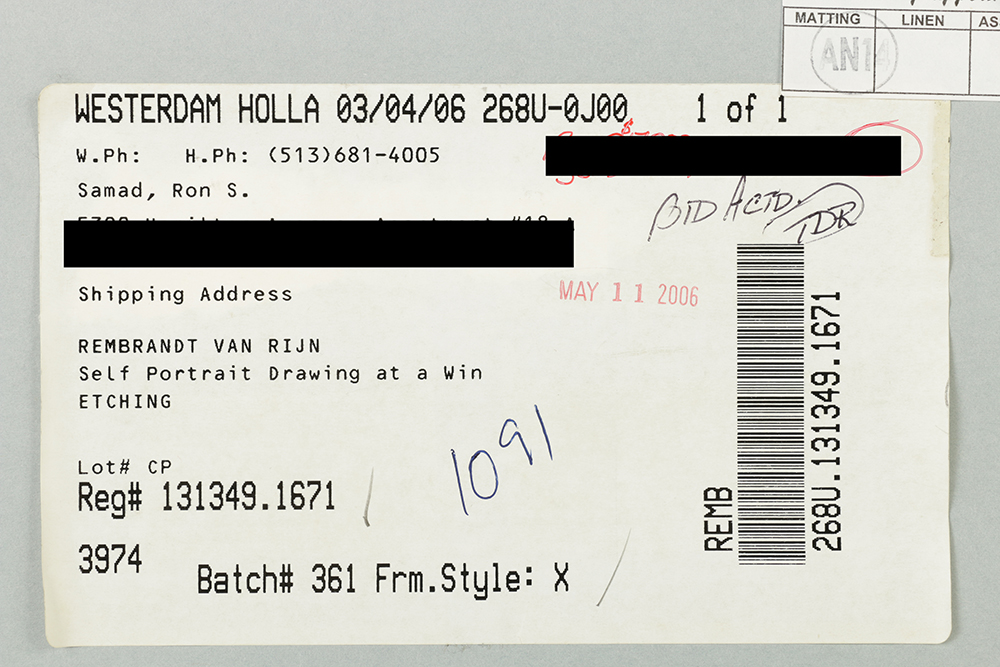 MATTING LINEN AS
AN14
WESTERDAM HOLLA 03/04/06 268U-0J00 1 of 1
W.Ph: H.Ph: (513)681-4005
Samad, Ron S.
BID ACTD.
TDR
Shipping Address
MAY 11 2006
REMBRANDT VAN RIJN
Self Portrait Drawing at a Win
ETCHING
1091
Lot# CP
Reg# 131349.1671
3974
Batch# 361 Frm.Style: X
REMB
268U.131349.1671